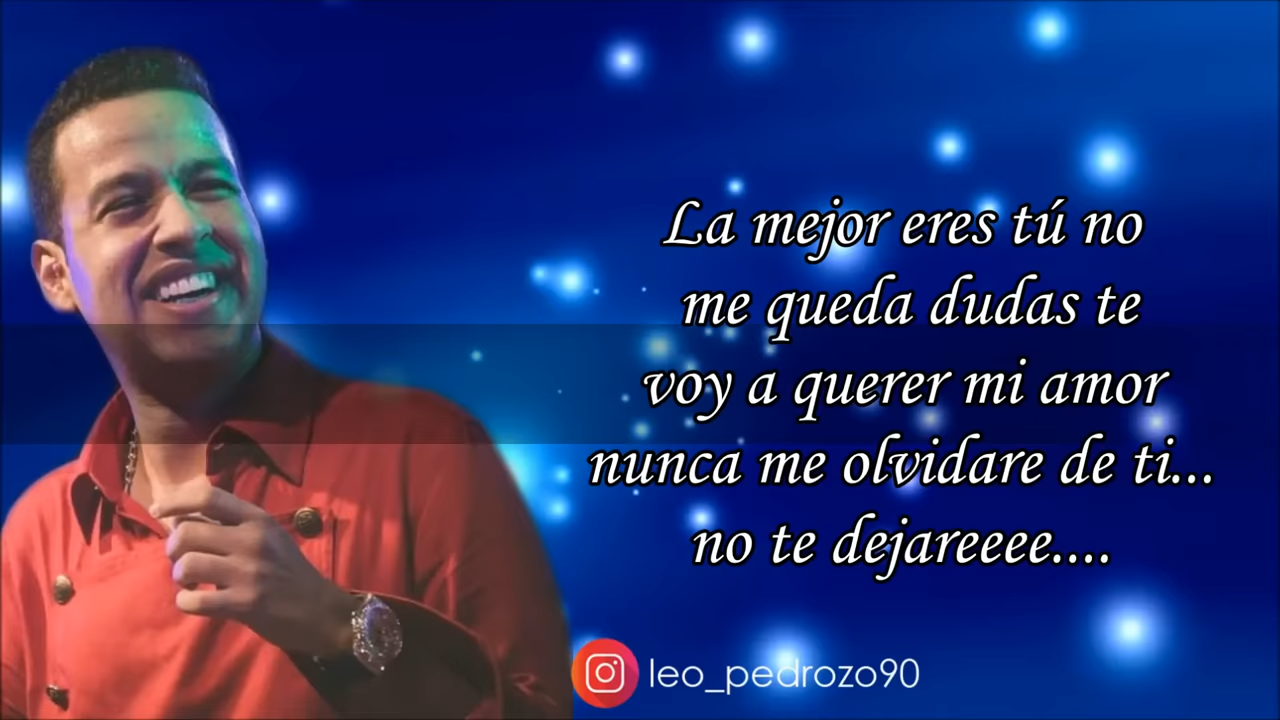 La mejor eres tú no
me queda dudas te
voy a querer mi amor
nunca me olvidare de ti...
no te dejareeee....
leo_pedrozo90